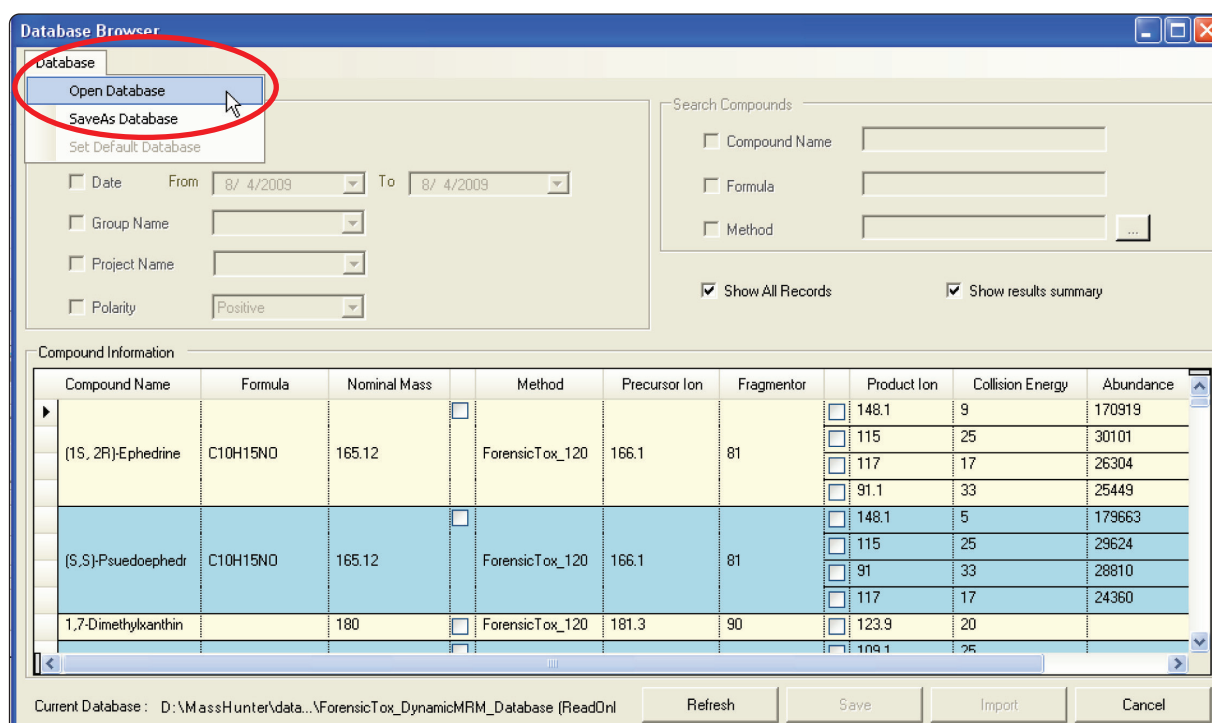 Database Browser
Database
Open Database
SaveAs Database
Set Default Database
Date From 8/ 4/2009 To 8/ 4/2009
Group Name
Project Name
Polarity Positive
Search Compounds
Compound Name
Formula
Method ...
Show All Records Show results summary
Compound Information
Compound Name Formula Nominal Mass Method Precursor Ion Fragmentor Product Ion Collision Energy Abundance
(1S, 2R)-Ephedrine C10H15NO 165.12 ForensicTox_120 166.1 81 148.1 9 170919
115 25 30101
117 17 26304
91.1 33 25449
(S,S)-Psuedoephedr C10H15NO 165.12 ForensicTox_120 166.1 81 148.1 5 179663
115 25 29624
91 33 28810
117 17 24360
1,7-Dimethylxanthin 180 ForensicTox_120 181.3 90 123.9 20
109.1 25
Current Database : D:\MassHunter\data...\ForensicTox_DynamicMRM_Database (ReadOnl Refresh Save Import Cancel